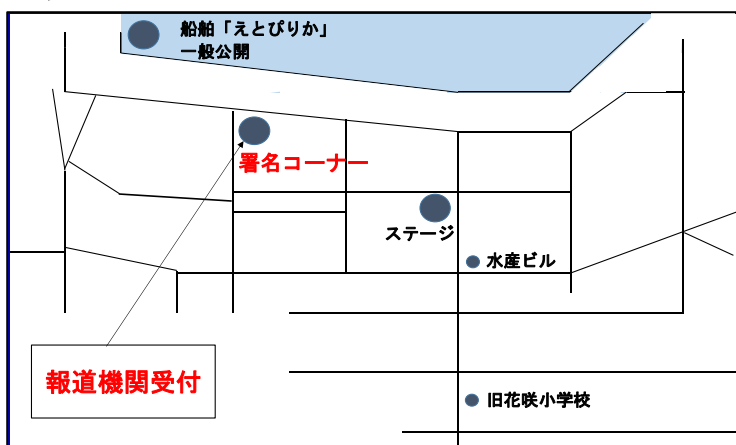 船舶「えとぴりか」
一般公開
署名コーナー
ステージ
水産ビル
報道機関受付
旧花咲小学校